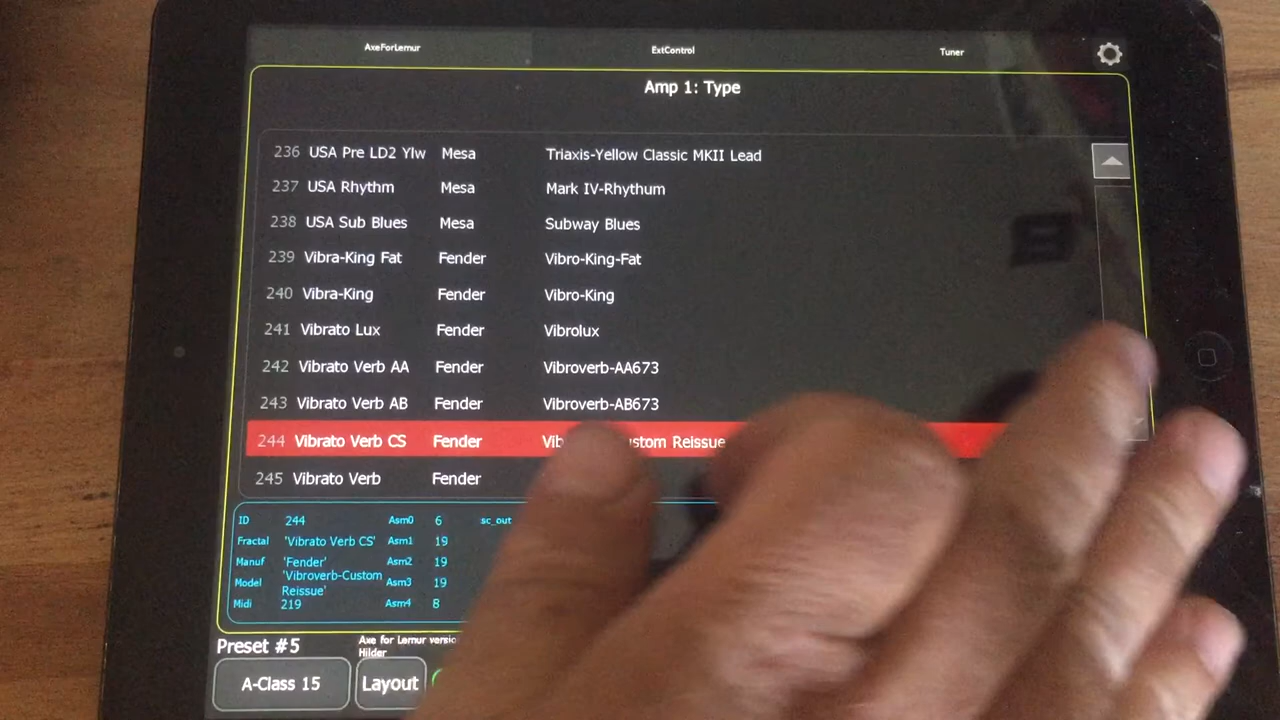 AxeForLemur ExtControl Tuner
Amp 1: Type
236 USA Pre LD2 Ylw Mesa Triaxis-Yellow Classic MKII Lead
237 USA Rhythm Mesa Mark IV-Rhythum
238 USA Sub Blues Mesa Subway Blues
239 Vibra-King Fat Fender Vibro-King-Fat
240 Vibra-King Fender Vibro-King
241 Vibrato Lux Fender Vibrolux
242 Vibrato Verb AA Fender Vibroverb-AA673
243 Vibrato Verb AB Fender Vibroverb-AB673
244 Vibrato Verb CS Fender Reissue
245 Vibrato Verb Fender
ID 244 Asm0 6 sc_out
Fractal 'Vibrato Verb CS' Asm1 19
Manuf 'Fender' Asm2 19
Model 'Vibroverb-Custom Reissue' Asm3 19
Midi 219 Asm4 8
Preset #5 Axe for Lemur
Hilder
A-Class 15 Layout